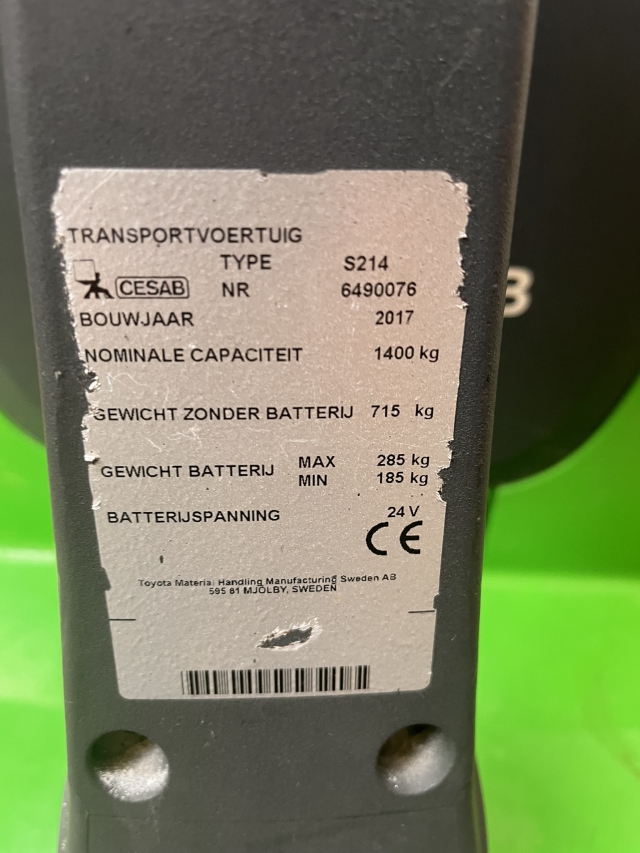 TRANSPORTVOERTUIG
TYPE S214
CESAB NR 6490076
BOUWJAAR 2017
NOMINALE CAPACITEIT 1400 kg
GEWICHT ZONDER BATTERIJ 715 kg
GEWICHT BATTERIJ MAX 285 kg
MIN 185 kg
BATTERIJSPANNING 24 V
CE
Toyota Material Handling Manufacturing Sweden AB
595 81 MJÖLBY, SWEDEN
B